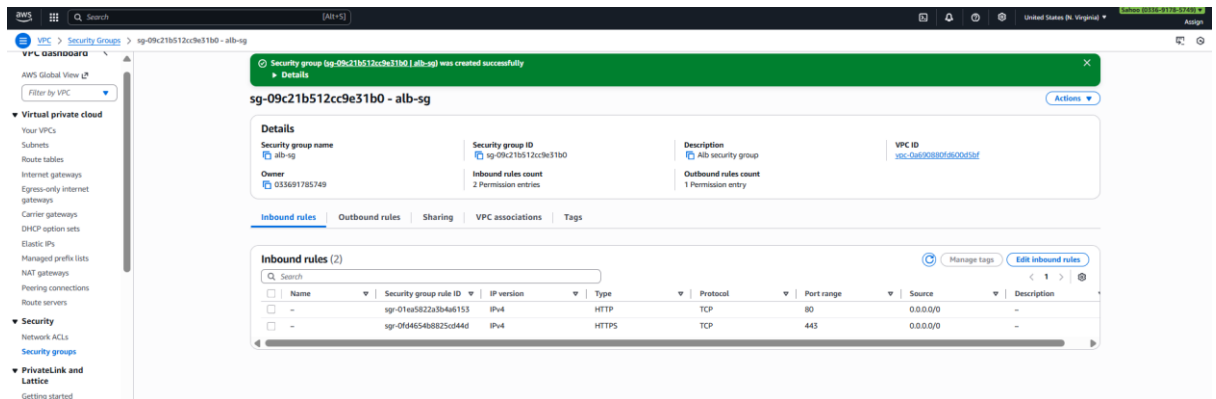 aws Search [Alt+S] United States (N. Virginia) ▼ Sahoo (0336-9178-5749) ▼
Assign
VPC > Security Groups > sg-09c21b512cc9e31b0 - alb-sg
VPC dashboard
AWS Global View
Filter by VPC
Virtual private cloud
Your VPCs
Subnets
Route tables
Internet gateways
Egress-only internet
gateways
Carrier gateways
DHCP option sets
Elastic IPs
Managed prefix lists
NAT gateways
Peering connections
Route servers
Security
Network ACLs
Security groups
PrivateLink and
Lattice
Getting started
Security group (sg-09c21b512cc9e31b0 | alb-sg) was created successfully
Details
sg-09c21b512cc9e31b0 - alb-sg
Actions
Details
Security group name Security group ID Description VPC ID
alb-sg sg-09c21b512cc9e31b0 Alb security group vpc-0a690880fd600d5bf
Owner Inbound rules count Outbound rules count
033691785749 2 Permission entries 1 Permission entry
Inbound rules Outbound rules Sharing VPC associations Tags
Inbound rules (2) Manage tags Edit inbound rules
Search < 1 >
Name Security group rule ID IP version Type Protocol Port range Source Description
– sgr-01ea5822a3b4a6153 IPv4 HTTP TCP 80 0.0.0.0/0 –
– sgr-0fd4654b8825cd44d IPv4 HTTPS TCP 443 0.0.0.0/0 –